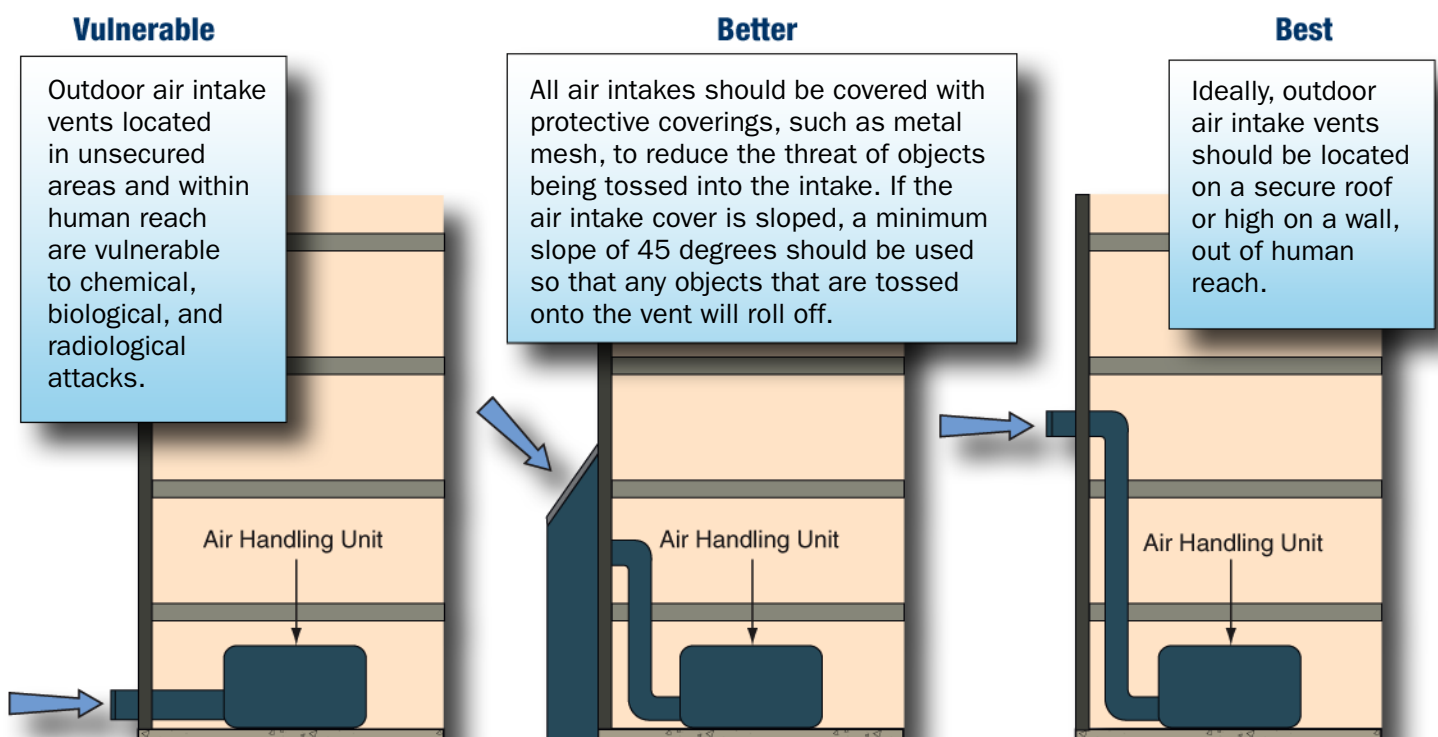 Vulnerable
Outdoor air intake
vents located
in unsecured
areas and within
human reach
are vulnerable
to chemical,
biological, and
radiological
attacks.
Air Handling Unit
Better
All air intakes should be covered with
protective coverings, such as metal
mesh, to reduce the threat of objects
being tossed into the intake. If the
air intake cover is sloped, a minimum
slope of 45 degrees should be used
so that any objects that are tossed
onto the vent will roll off.
Air Handling Unit
Best
Ideally, outdoor
air intake vents
should be located
on a secure roof
or high on a wall,
out of human
reach.
Air Handling Unit